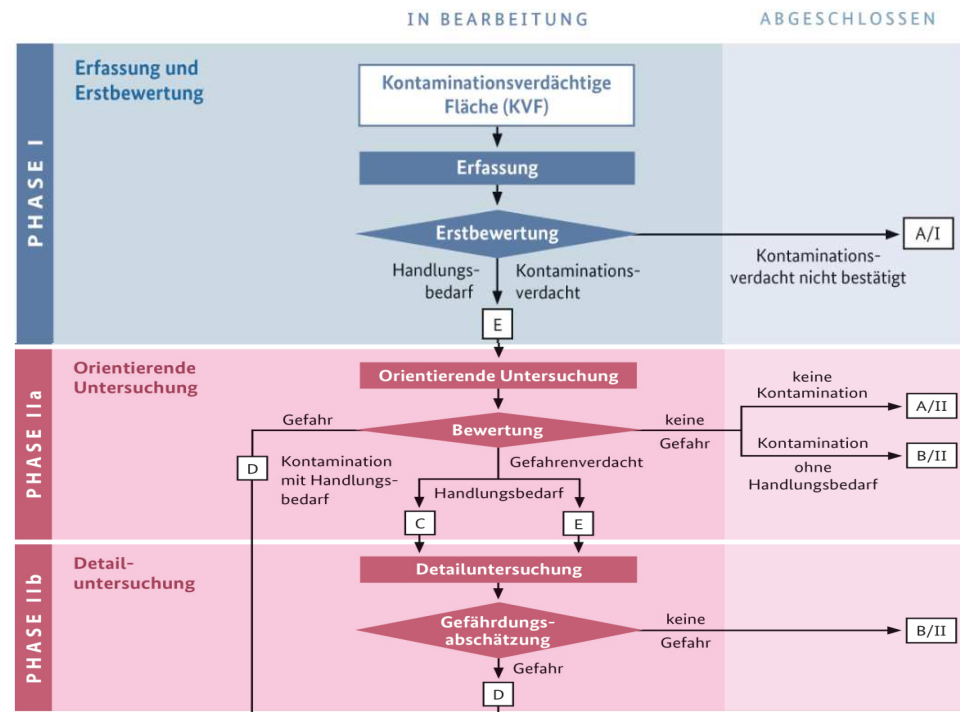 IN BEARBEITUNG
ABGESCHLOSSEN
PHASE I
Erfassung und
Erstbewertung
Kontaminationsverdächtige
Fläche (KVF)
Erfassung
Erstbewertung
A/I
Handlungs-
bedarf
Kontaminations-
verdacht
Kontaminations-
verdacht nicht bestätigt
E
PHASE IIa
Orientierende
Untersuchung
Orientierende Untersuchung
keine
Kontamination
A/II
Gefahr
Bewertung
keine
Gefahr
Kontamination
B/II
ohne
Handlungsbedarf
D
Kontamination
mit Handlungs-
bedarf
Gefahrenverdacht
Handlungsbedarf
C
E
PHASE IIb
Detail-
untersuchung
Detailuntersuchung
Gefährdungs-
abschätzung
keine
Gefahr
B/II
Gefahr
D